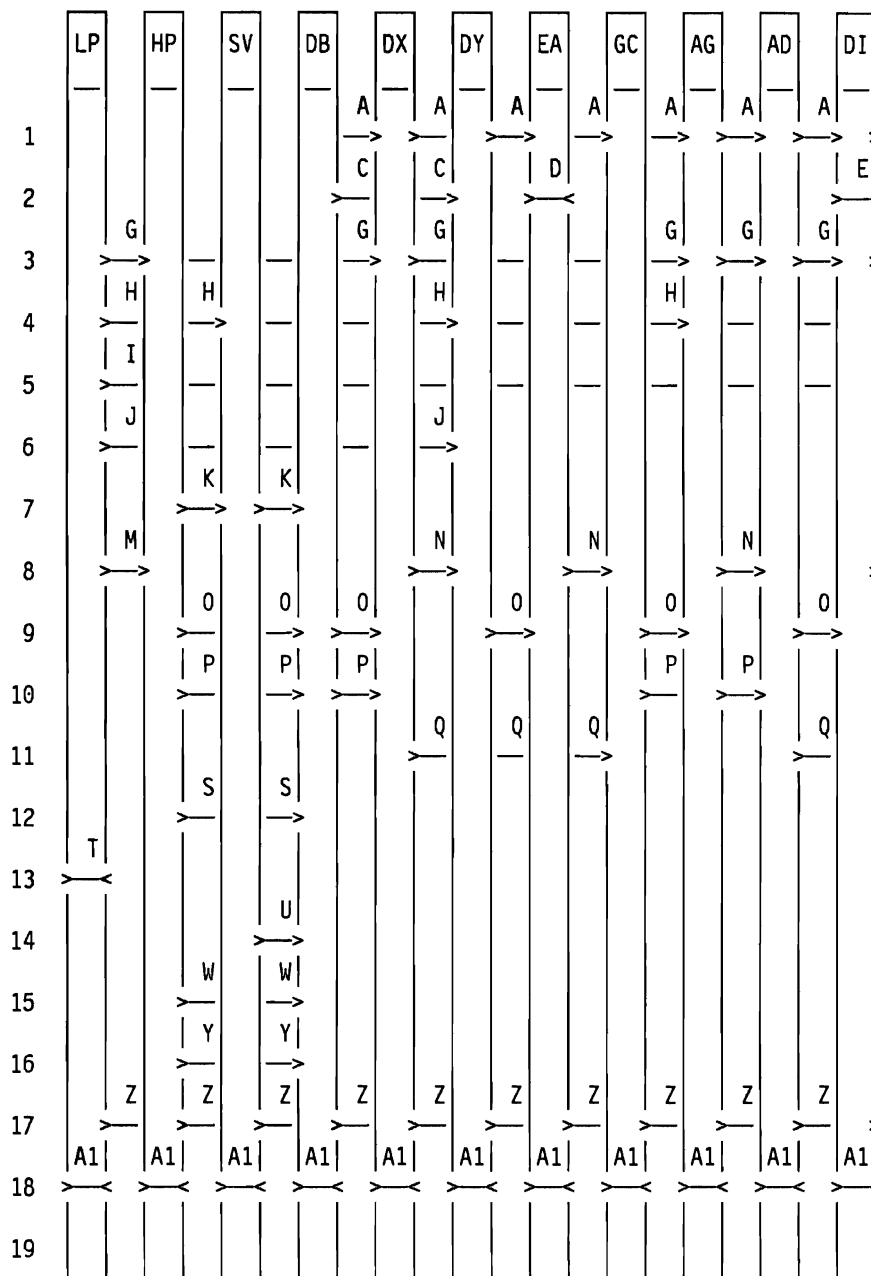 LP HP SV DB DX DY EA GC AG AD DI
A A A A A A A
1
C C D E
2
G G G G G G
3
H H H H
4
I
5
J J
6
K K
7
M N N N
8
O O O O O O
9
P P P P P
10
Q Q Q Q
11
S S
12
T
13
U
14
W W
15
Y Y
16
Z Z Z Z Z Z Z Z Z Z
17
A1 A1 A1 A1 A1 A1 A1 A1 A1 A1 A1
18
19